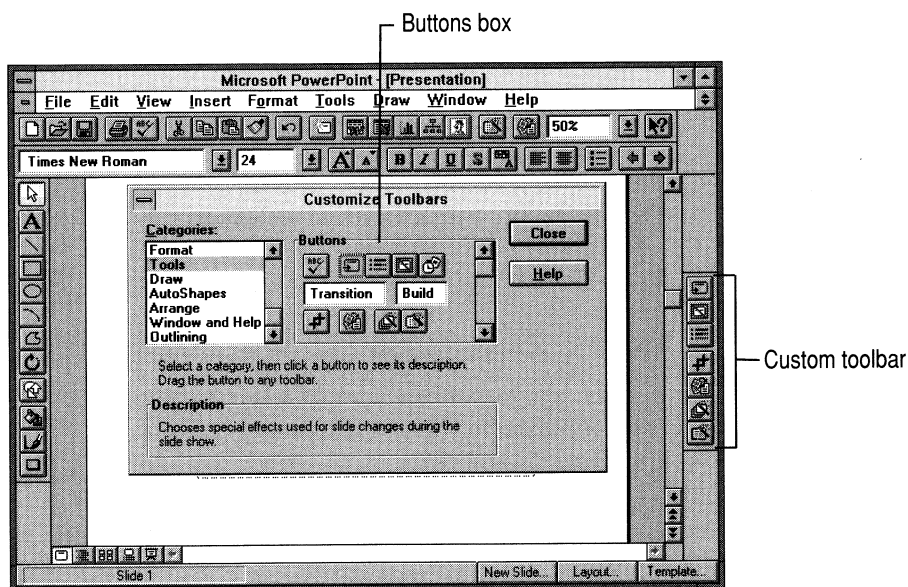 Buttons box
Microsoft PowerPoint - [Presentation]
File Edit View Insert Format Tools Draw Window Help
50%
Times New Roman 24
B I U S
Customize Toolbars
Categories:
Format
Tools
Draw
AutoShapes
Arrange
Window and Help
Outlining
Buttons
ABC
Transition Build
Close
Help
Select a category, then click a button to see its description.
Drag the button to any toolbar.
Description
Chooses special effects used for slide changes during the
slide show.
Custom toolbar
Slide 1
New Slide... Layout... Template...